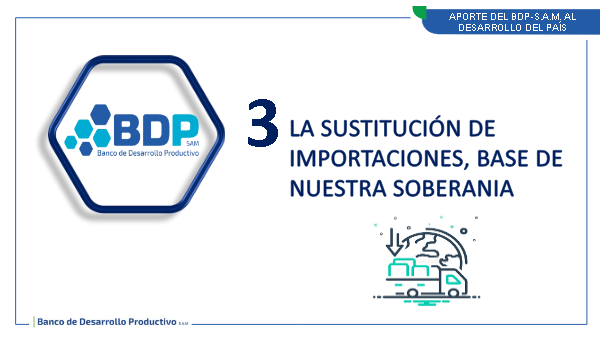 APORTE DEL BDP-S.A.M, AL
DESARROLLO DEL PAÍS
BDP
SAM
Banco de Desarrollo Productivo
3
LA SUSTITUCIÓN DE
IMPORTACIONES, BASE DE
NUESTRA SOBERANIA
Banco de Desarrollo Productivo S.A.M.